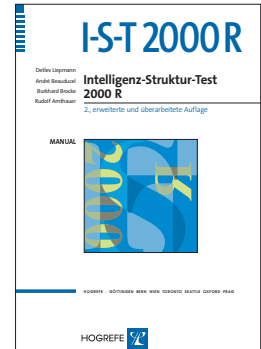 I-S-T 2000 R
Detlev Liepmann
André Beauducel
Burkhard Brocke
Rudolf Amthauer
Intelligenz-Struktur-Test
2000 R
2., erweiterte und überarbeitete Auflage
MANUAL
2000
R
HOGREFE · GÖTTINGEN BERN WIEN TORONTO SEATTLE OXFORD PRAG
HOGREFE